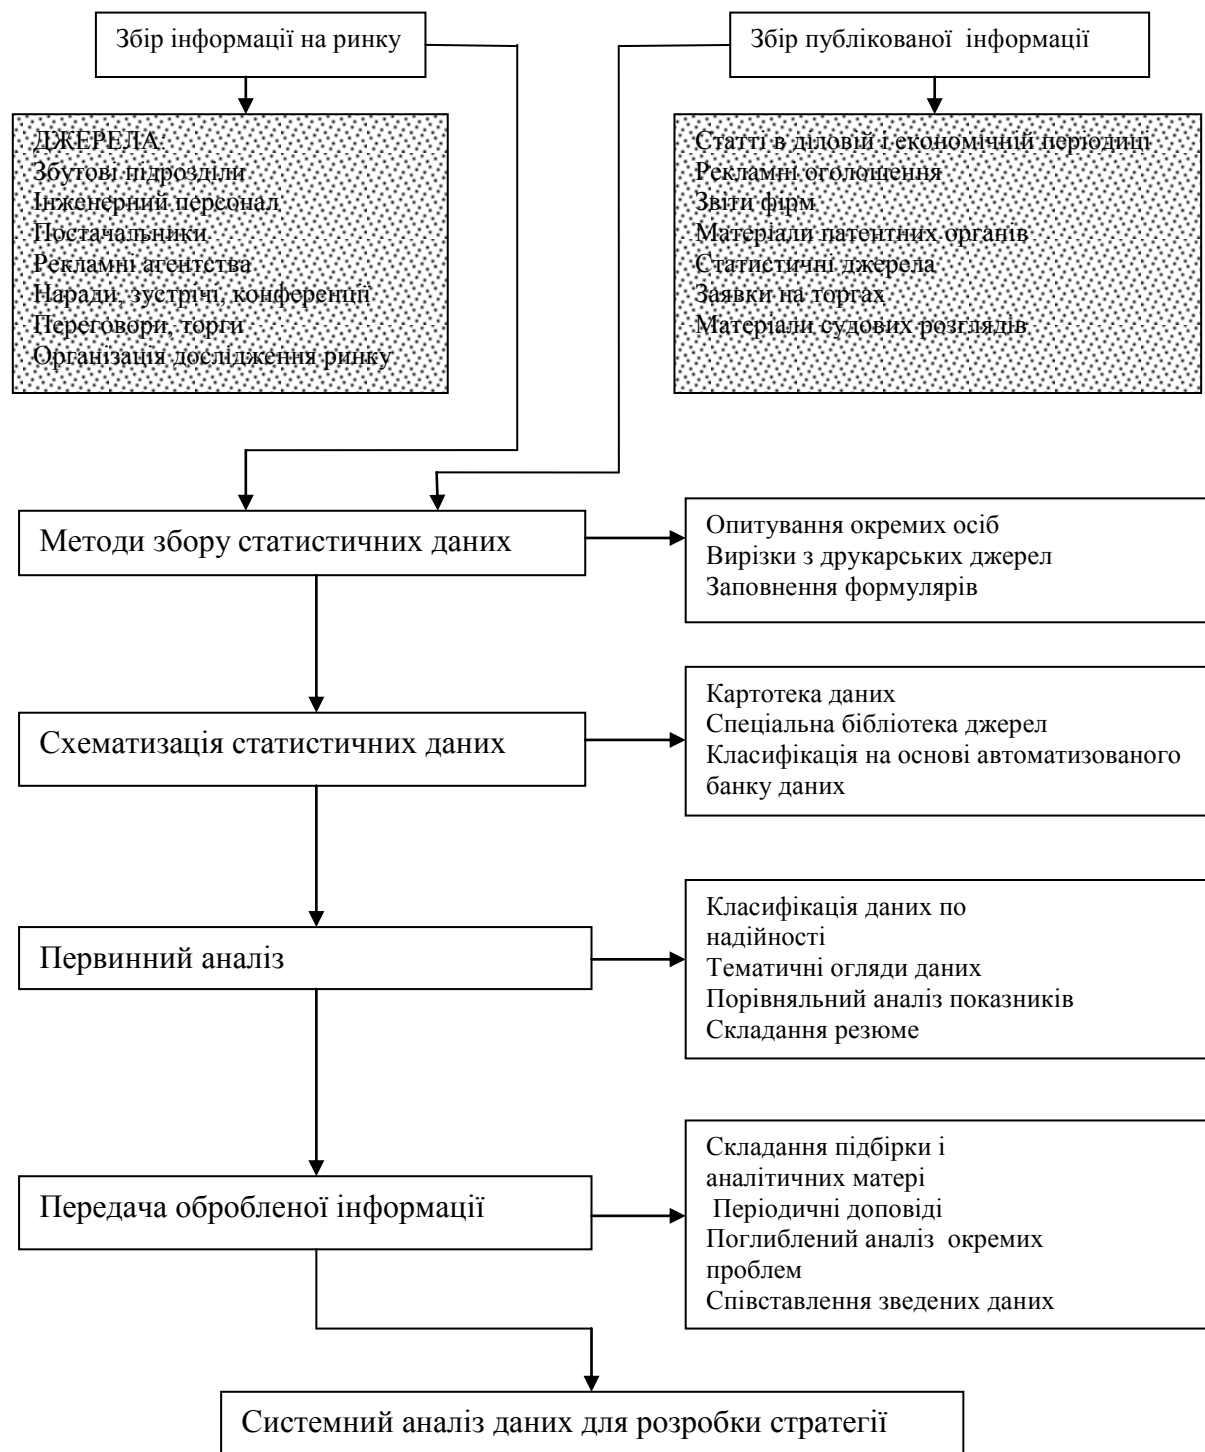 Збір інформації на ринку
Збір публікованої інформації
ДЖЕРЕЛА:
Збутові підрозділи
Інженерний персонал
Постачальники
Рекламні агентства
Наради, зустрічі, конференції
Переговори, торги
Організація дослідження ринку
Статті в діловій і економічній періодиці
Рекламні оголошення
Звіти фірм
Матеріали патентних органів
Статистичні джерела
Заявки на торгах
Матеріали судових розглядів
Методи збору статистичних даних
Опитування окремих осіб
Вирізки з друкарських джерел
Заповнення формулярів
Схематизація статистичних даних
Картотека даних
Спеціальна бібліотека джерел
Класифікація на основі автоматизованого
банку даних
Первинний аналіз
Класифікація даних по
надійності
Тематичні огляди даних
Порівняльний аналіз показників
Складання резюме
Передача обробленої інформації
Складання підбірки і
аналітичних матері
Періодичні доповіді
Поглиблений аналіз окремих
проблем
Співставлення зведених даних
Системний аналіз даних для розробки стратегії